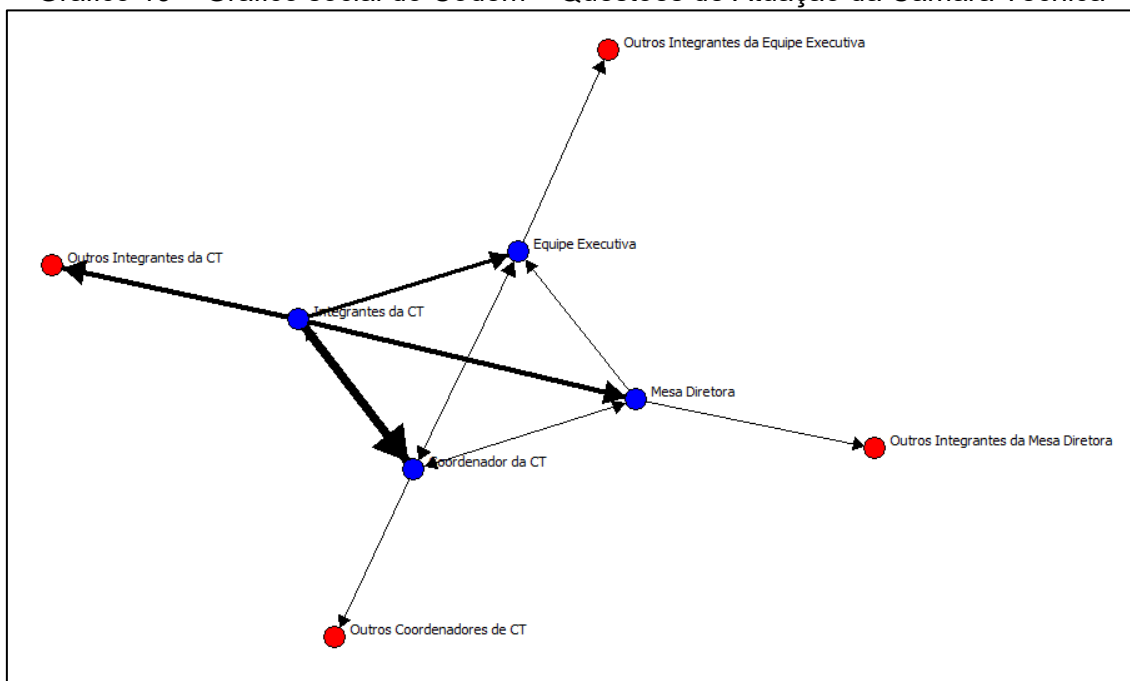 Outros Integrantes da Equipe Executiva
Equipe Executiva
Outros Integrantes da CT
Integrantes da CT
Mesa Diretora
Outros Integrantes da Mesa Diretora
Coordenador da CT
Outros Coordenadores de CT